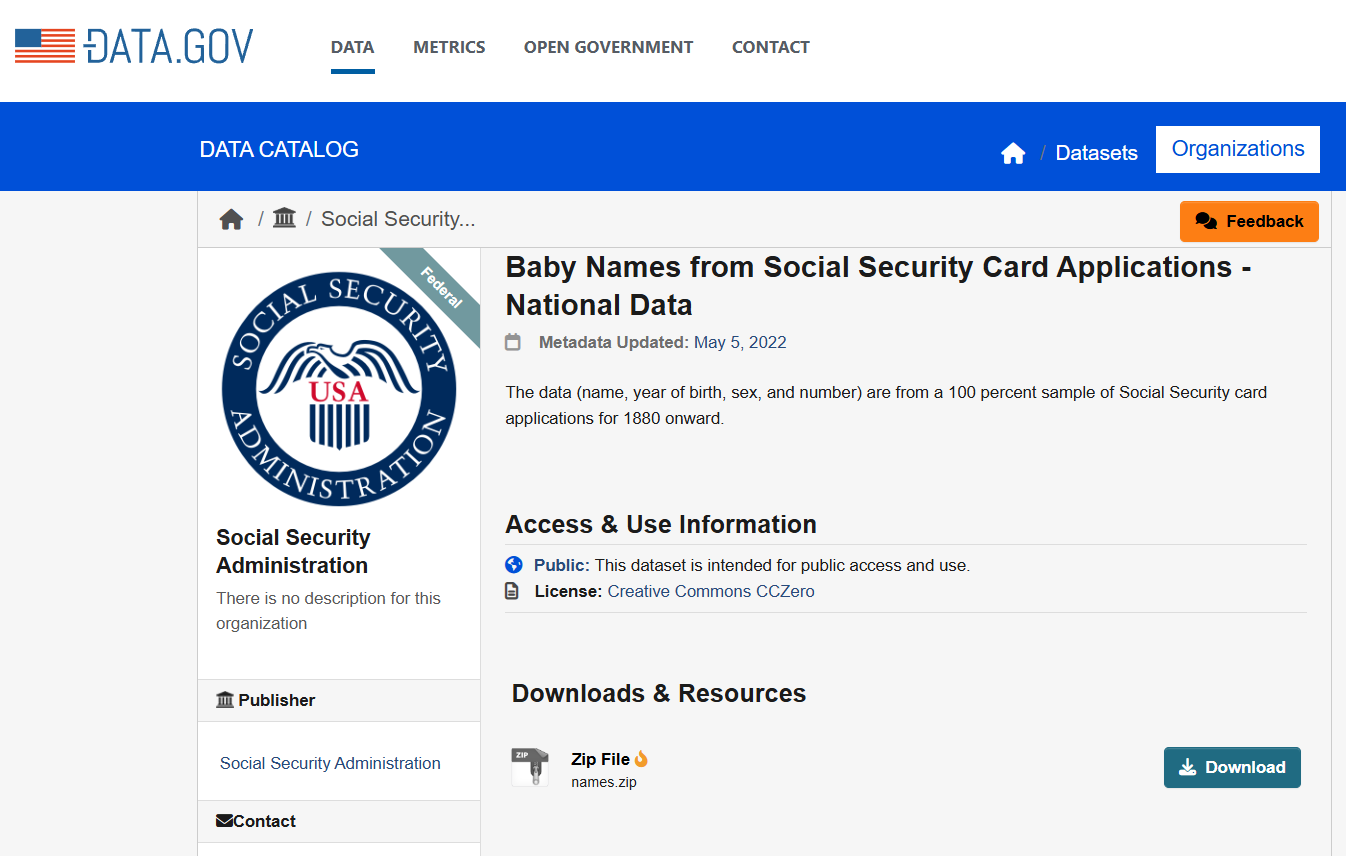 DATA.GOV
DATA METRICS OPEN GOVERNMENT CONTACT
DATA CATALOG
/ Datasets Organizations
/ / Social Security...
Feedback
Federal
SOCIAL SECURITY
ADMINISTRATION
USA
Social Security
Administration
There is no description for this
organization
Publisher
Social Security Administration
Contact
Baby Names from Social Security Card Applications -
National Data
Metadata Updated: May 5, 2022
The data (name, year of birth, sex, and number) are from a 100 percent sample of Social Security card
applications for 1880 onward.
Access & Use Information
Public: This dataset is intended for public access and use.
License: Creative Commons CCZero
Downloads & Resources
ZIP
Zip File
names.zip
Download